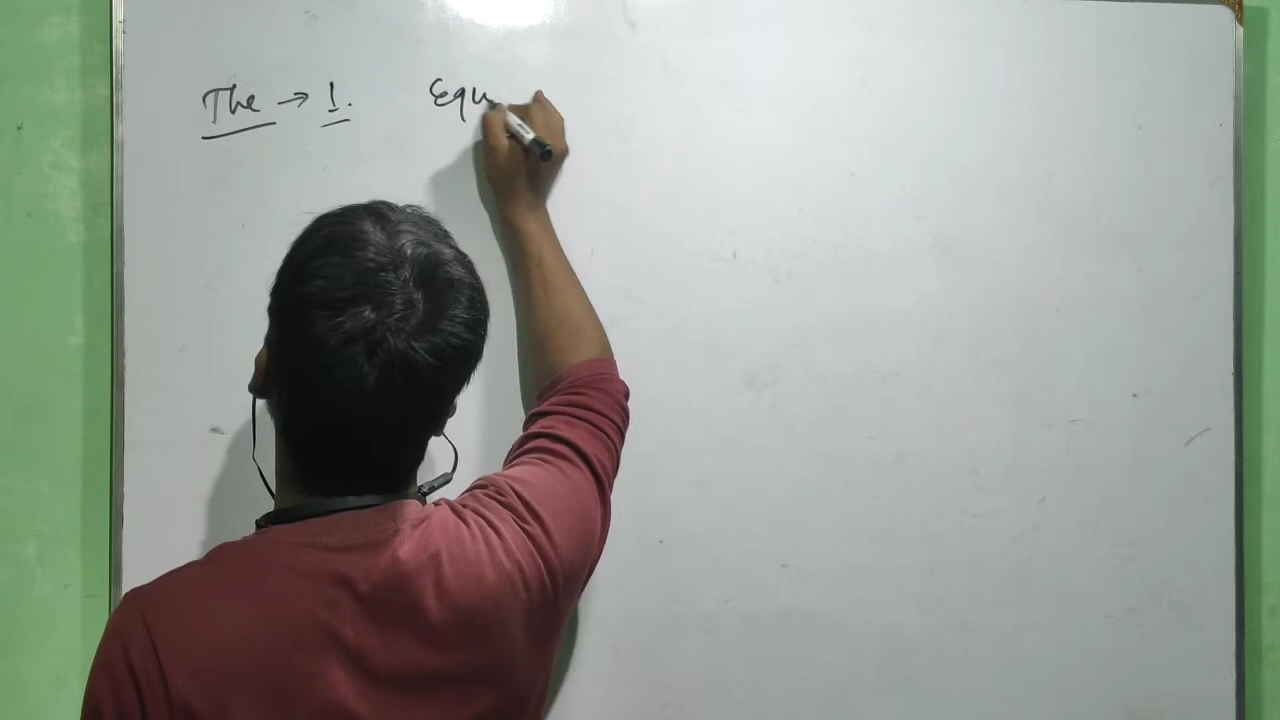 The → 1. Equ